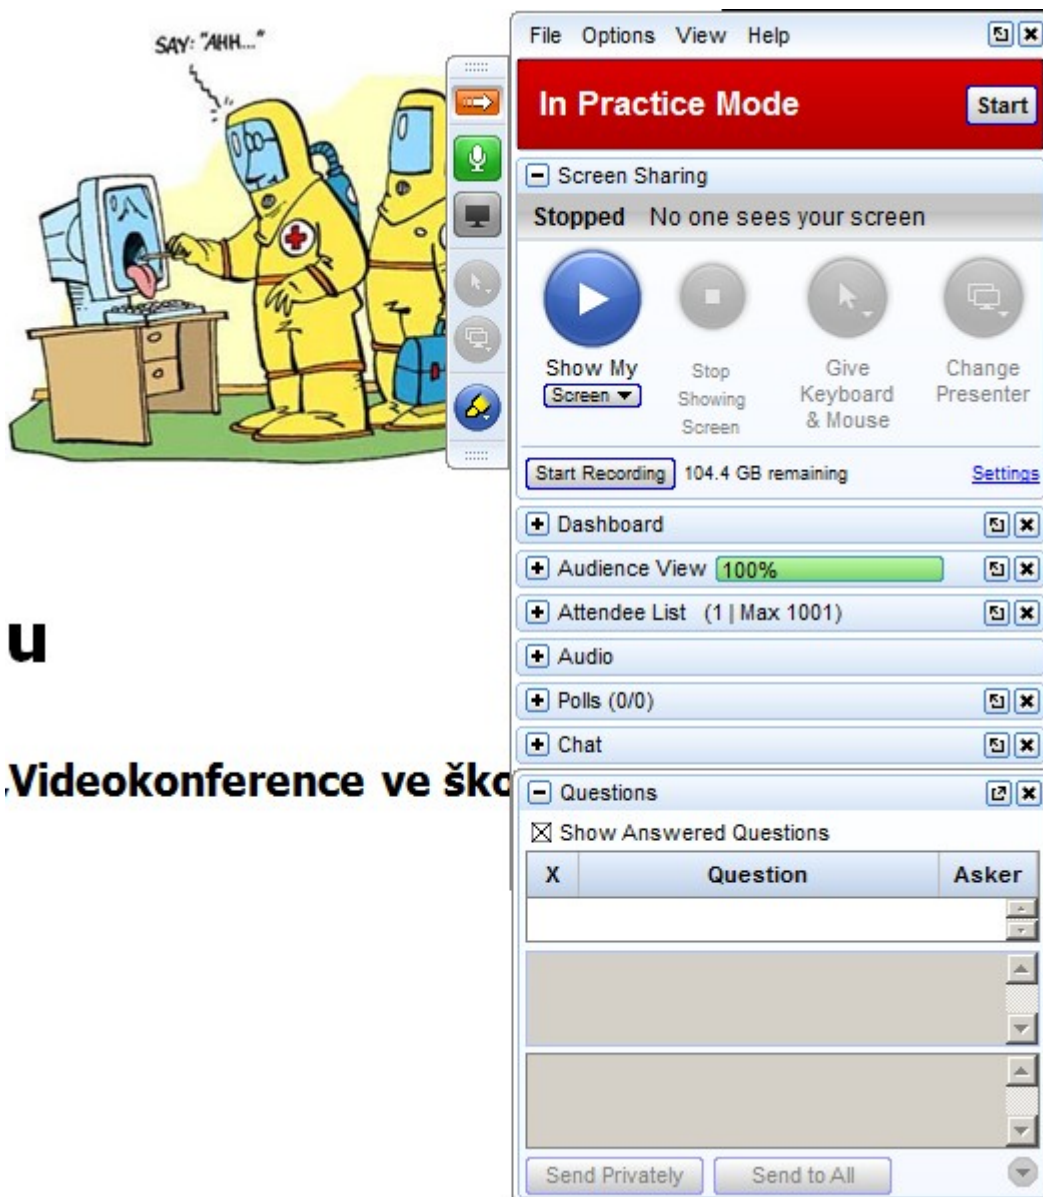 SAY: "AHH..."
File Options View Help
In Practice Mode
Start
Screen Sharing
Stopped No one sees your screen
Show My
Screen
Stop
Showing
Screen
Give
Keyboard
& Mouse
Change
Presenter
Start Recording 104.4 GB remaining Settings
Dashboard
Audience View 100%
Attendee List (1 | Max 1001)
Audio
u
Polls (0/0)
Chat
Videokonference ve ško
Questions
Show Answered Questions
X Question Asker
Send Privately Send to All